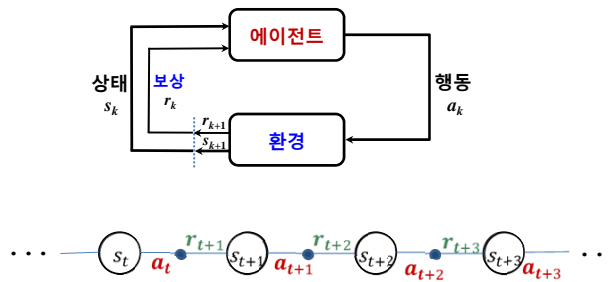 에이전트
상태
s_k
보상
r_k
행동
a_k
r_{k+1}
s_{k+1}
환경
... s_t a_t r_{t+1} s_{t+1} a_{t+1} r_{t+2} s_{t+2} a_{t+2} r_{t+3} s_{t+3} a_{t+3} ..